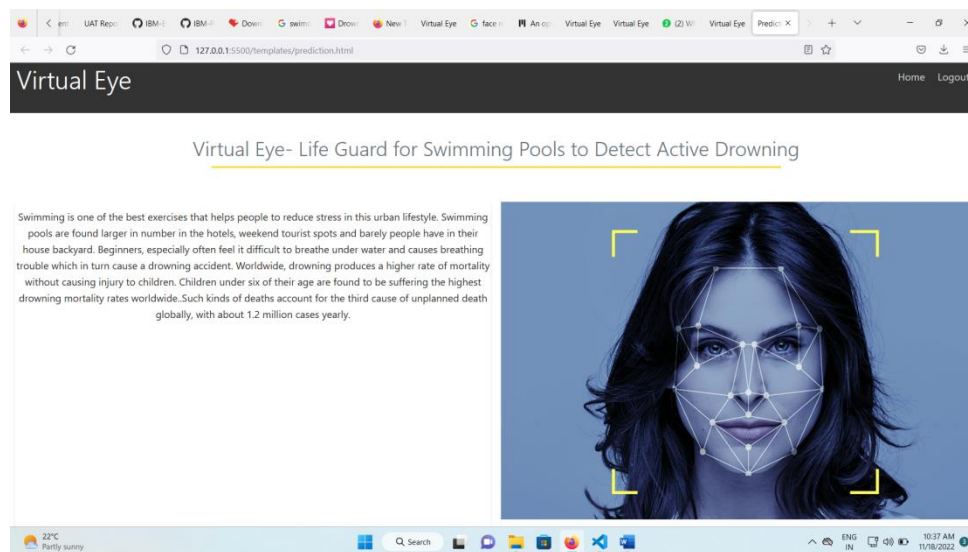 ent UAT Repo IBM-E IBM-P Down G swimm Drow New T Virtual Eye face r An op Virtual Eye Virtual Eye (2) W Virtual Eye Predict
127.0.0.1:5500/templates/prediction.html
Virtual Eye Home Logout
Virtual Eye- Life Guard for Swimming Pools to Detect Active Drowning
Swimming is one of the best exercises that helps people to reduce stress in this urban lifestyle. Swimming
pools are found larger in number in the hotels, weekend tourist spots and barely people have in their
house backyard. Beginners, especially often feel it difficult to breathe under water and causes breathing
trouble which in turn cause a drowning accident. Worldwide, drowning produces a higher rate of mortality
without causing injury to children. Children under six of their age are found to be suffering the highest
drowning mortality rates worldwide..Such kinds of deaths account for the third cause of unplanned death
globally, with about 1.2 million cases yearly.
22°C
Partly sunny
Search
ENG
IN
10:37 AM
11/18/2022